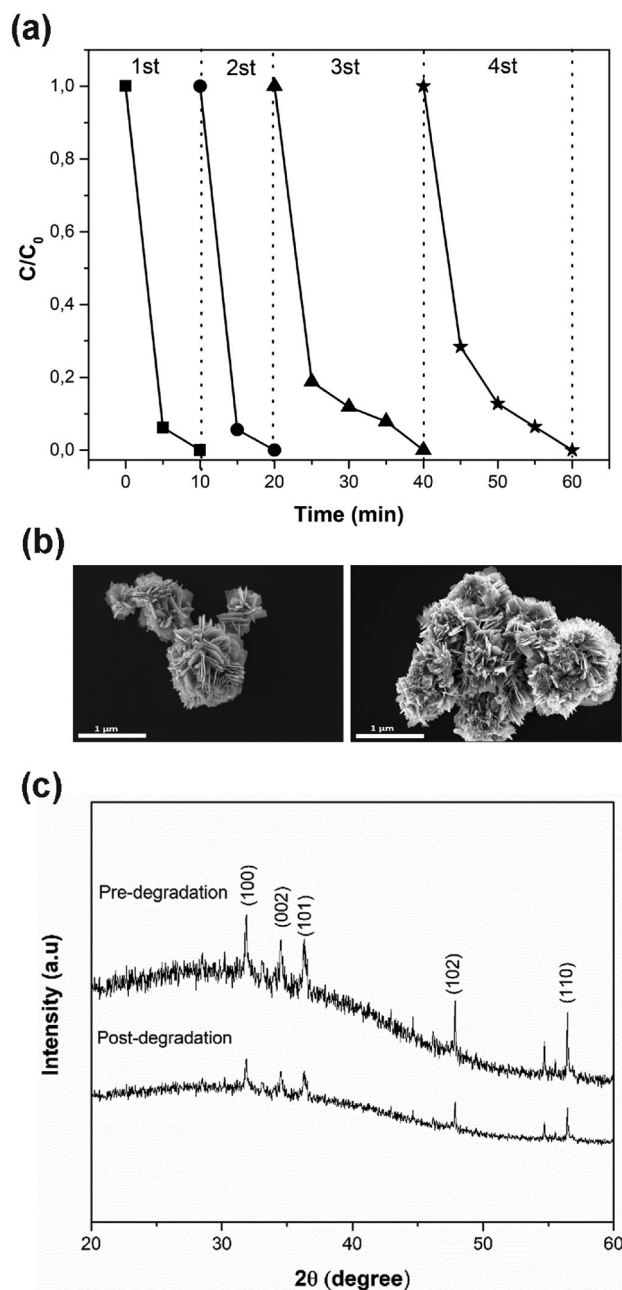 (a)
1st 2st 3st 4st
1,0
0,8
0,6
0,4
0,2
0,0
C/C0
0 10 20 30 40 50 60
Time (min)
(b)
1 µm
1 µm
(c)
Pre-degradation
(100)
(002)
(101)
(102)
(110)
Post-degradation
Intensity (a.u)
20 30 40 50 60
2θ (degree)